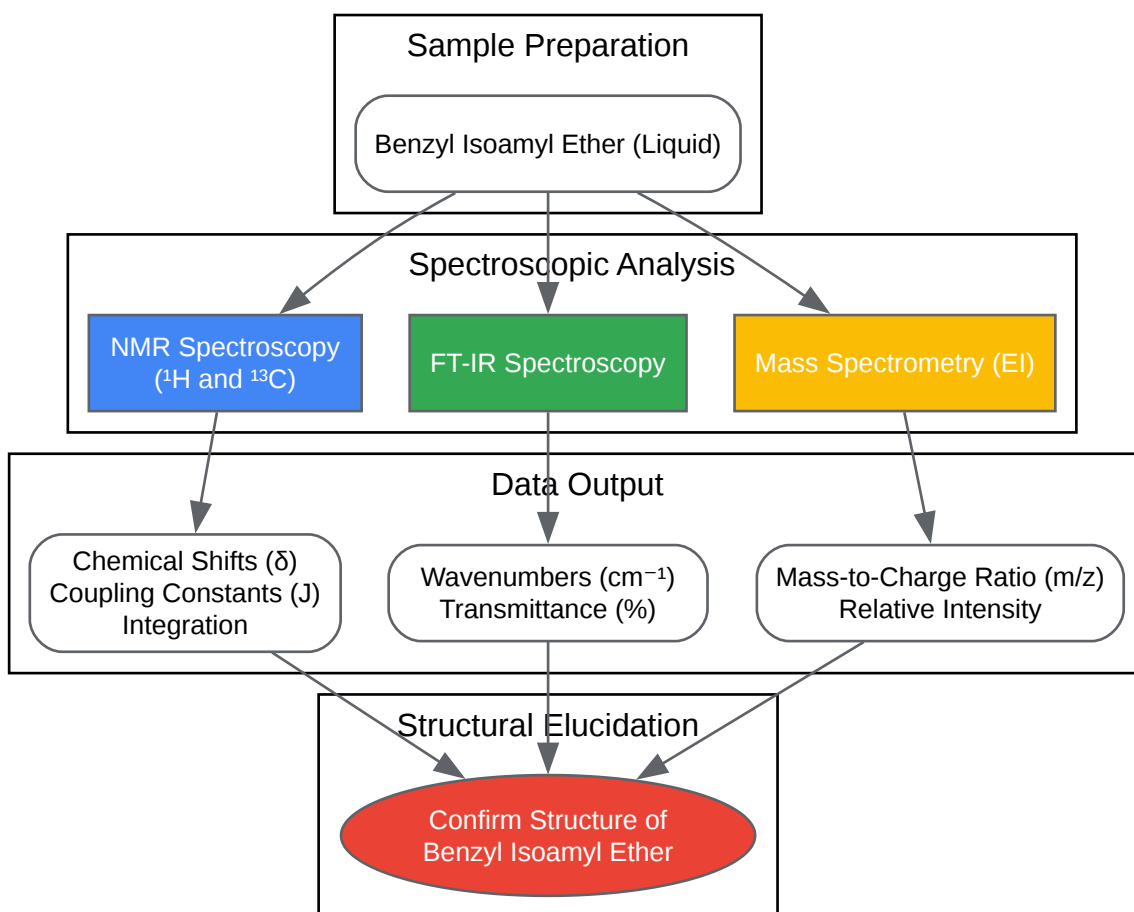 Sample Preparation
Benzyl Isoamyl Ether (Liquid)
Spectroscopic Analysis
NMR Spectroscopy
(¹H and ¹³C)
FT-IR Spectroscopy
Mass Spectrometry (EI)
Data Output
Chemical Shifts (δ)
Coupling Constants (J)
Integration
Wavenumbers (cm⁻¹)
Transmittance (%)
Mass-to-Charge Ratio (m/z)
Relative Intensity
Structural Elucidation
Confirm Structure of
Benzyl Isoamyl Ether